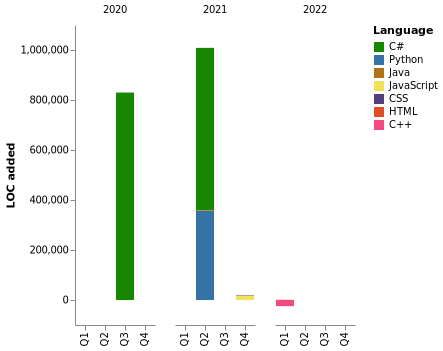 2020
2021
2022
LOC added
1,000,000
800,000
600,000
400,000
200,000
0
Q1
Q2
Q3
Q4
Q1
Q2
Q3
Q4
Q1
Q2
Q3
Q4
Language
C#
Python
Java
JavaScript
CSS
HTML
C++